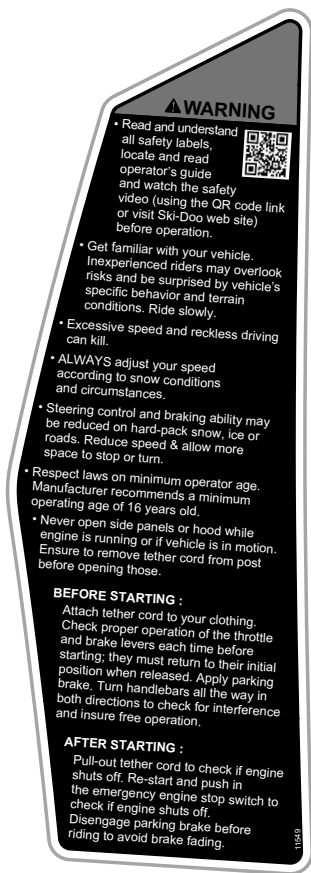 ⚠WARNING
• Read and understand
all safety labels,
locate and read
operator's guide
and watch the safety
video (using the QR code link
or visit Ski-Doo web site)
before operation.
• Get familiar with your vehicle.
Inexperienced riders may overlook
risks and be surprised by vehicle's
specific behavior and terrain
conditions. Ride slowly.
• Excessive speed and reckless driving
can kill.
• ALWAYS adjust your speed
according to snow conditions
and circumstances.
• Steering control and braking ability may
be reduced on hard-pack snow, ice or
roads. Reduce speed & allow more
space to stop or turn.
• Respect laws on minimum operator age.
Manufacturer recommends a minimum
operating age of 16 years old.
• Never open side panels or hood while
engine is running or if vehicle is in motion.
Ensure to remove tether cord from post
before opening those.
BEFORE STARTING :
Attach tether cord to your clothing.
Check proper operation of the throttle
and brake levers each time before
starting; they must return to their initial
position when released. Apply parking
brake. Turn handlebars all the way in
both directions to check for interference
and insure free operation.
AFTER STARTING :
Pull-out tether cord to check if engine
shuts off. Re-start and push in
the emergency engine stop switch to
check if engine shuts off.
Disengage parking brake before
riding to avoid brake fading.
11549